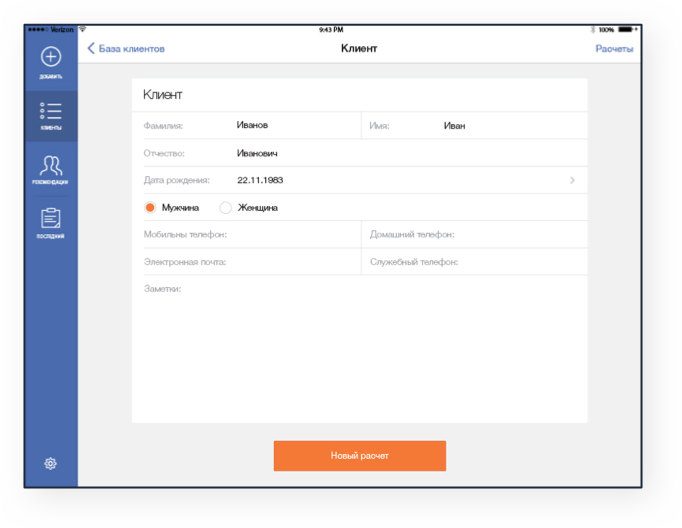 Verizon 9:43 PM 100%
База клиентов Клиент Расчеты
ДОБАВИТЬ
КЛИЕНТЫ
РЕКОМЕНДАЦИИ
ПОСЛЕДНИЙ
Клиент
Фамилия: Иванов Имя: Иван
Отчество: Иванович
Дата рождения: 22.11.1983
Мужчина Женщина
Мобильны телефон: Домашний телефон:
Электронная почта: Служебный телефон:
Заметки:
Новый расчет